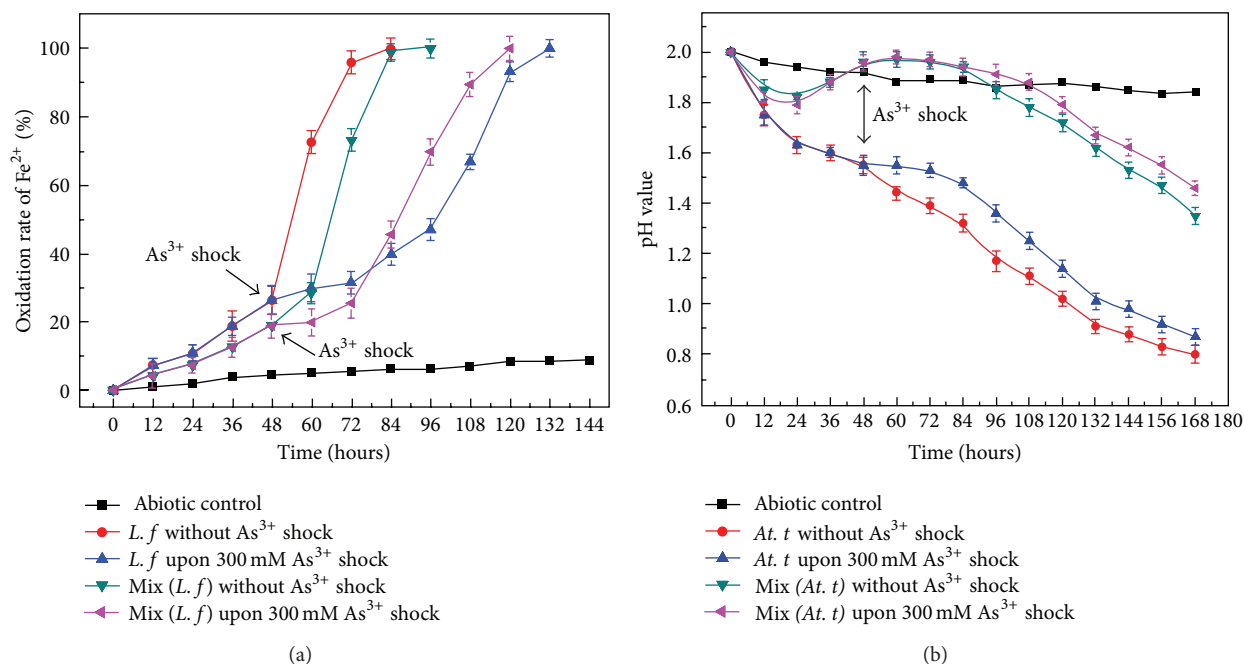 100
80
60
40
20
0
Oxidation rate of Fe²⁺ (%)
As³⁺ shock
As³⁺ shock
0 12 24 36 48 60 72 84 96 108 120 132 144
Time (hours)
Abiotic control
L. f without As³⁺ shock
L. f upon 300 mM As³⁺ shock
Mix (L. f) without As³⁺ shock
Mix (L. f) upon 300 mM As³⁺ shock
(a)
2.0
1.8
1.6
1.4
1.2
1.0
0.8
0.6
pH value
As³⁺ shock
0 12 24 36 48 60 72 84 96 108 120 132 144 156 168 180
Time (hours)
Abiotic control
At. t without As³⁺ shock
At. t upon 300 mM As³⁺ shock
Mix (At. t) without As³⁺ shock
Mix (At. t) upon 300 mM As³⁺ shock
(b)